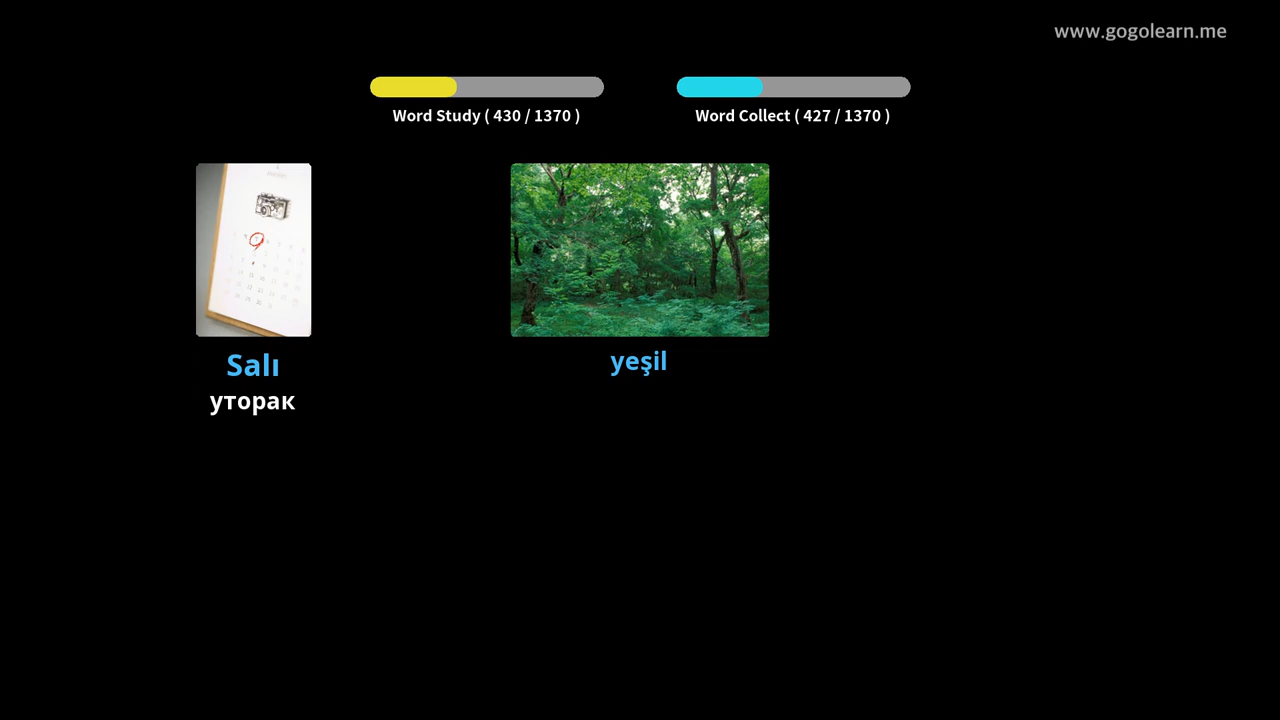 www.gogolearn.me
Word Study ( 430 / 1370 )
Word Collect ( 427 / 1370 )
Salı
уторак
yeşil